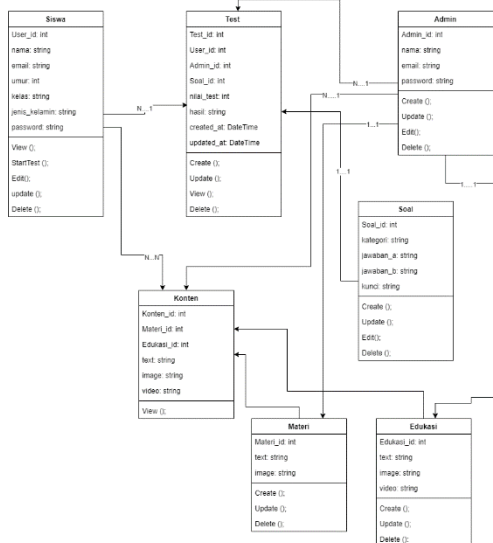 Siswa
User_id: int
nama: string
email: string
umur: int
kelas: string
jenis_kelamin: string
password: string
View ();
StartTest ();
Edit();
update ();
Delete ();
Test
Test_id: int
User_id: int
Admin_id: int
Soal_id: int
nilai_test: int
hasil: string
created_at: DateTime
updated_at: DateTime
Create ();
Update ();
View ();
Delete ();
Admin
Admin_id: int
nama: string
email: string
password: string
Create ();
Update ();
Edit();
Delete ();
N....1
N....1
N....1
1....1
1....1
1....1
N...N
Soal
Soal_id: int
kategori: string
jawaban_a: string
jawaban_b: string
kunci: string
Create ();
Update ();
Edit();
Delete ();
Konten
Konten_id: int
Materi_id: int
Edukasi_id: int
text: string
image: string
video: string
View ();
Materi
Materi_id: int
text: string
image: string
Create ();
Update ();
Delete ();
Edukasi
Edukasi_id: int
text: string
image: string
video: string
Create ();
Update ();
Delete ();